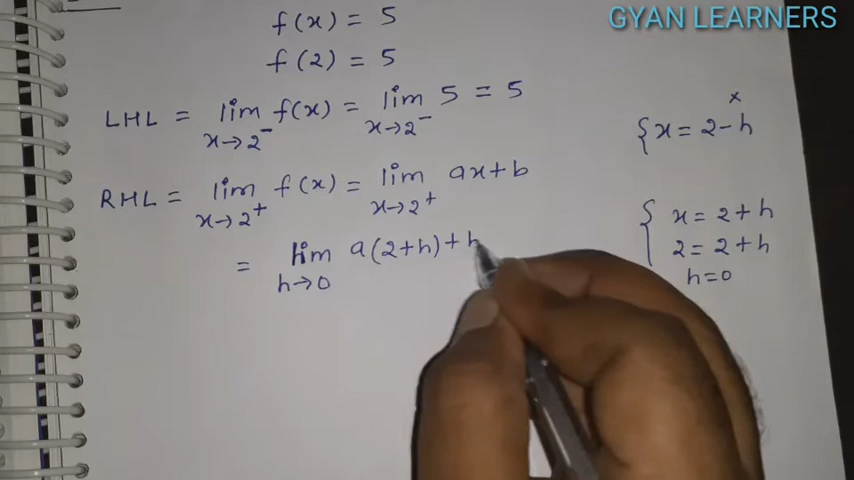 GYAN LEARNERS
f(x) = 5
f(2) = 5
LHL = lim x→2⁻ f(x) = lim x→2⁻ 5 = 5
{ x = 2 - h
x
RHL = lim x→2⁺ f(x) = lim x→2⁺ ax + b
= lim h→0 a(2+h) +
{ x = 2 + h
2 = 2 + h
h = 0